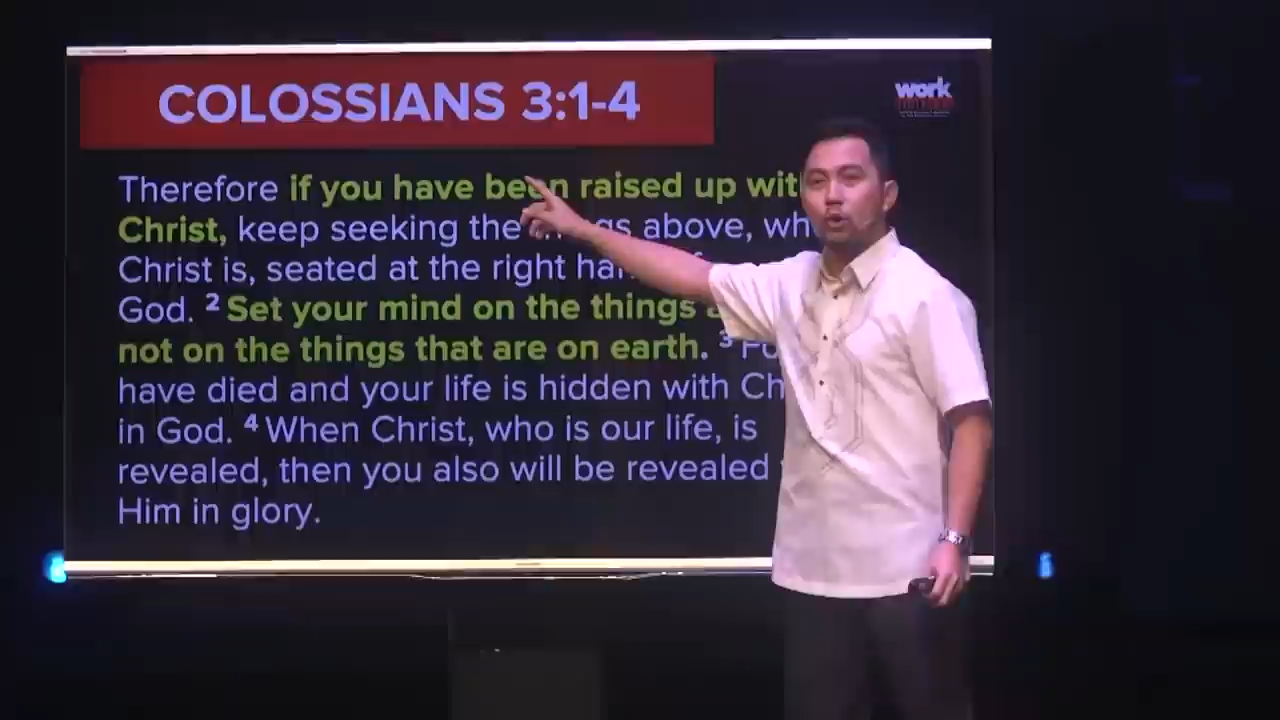 COLOSSIANS 3:1-4
work
Therefore if you have been raised up wit
Christ, keep seeking the above, wh
Christ is, seated at the right
God. ² Set your mind on the things
not on the things that are on earth. ³
have died and your life is hidden with Ch
in God. ⁴ When Christ, who is our life, is
revealed, then you also will be revealed
Him in glory.